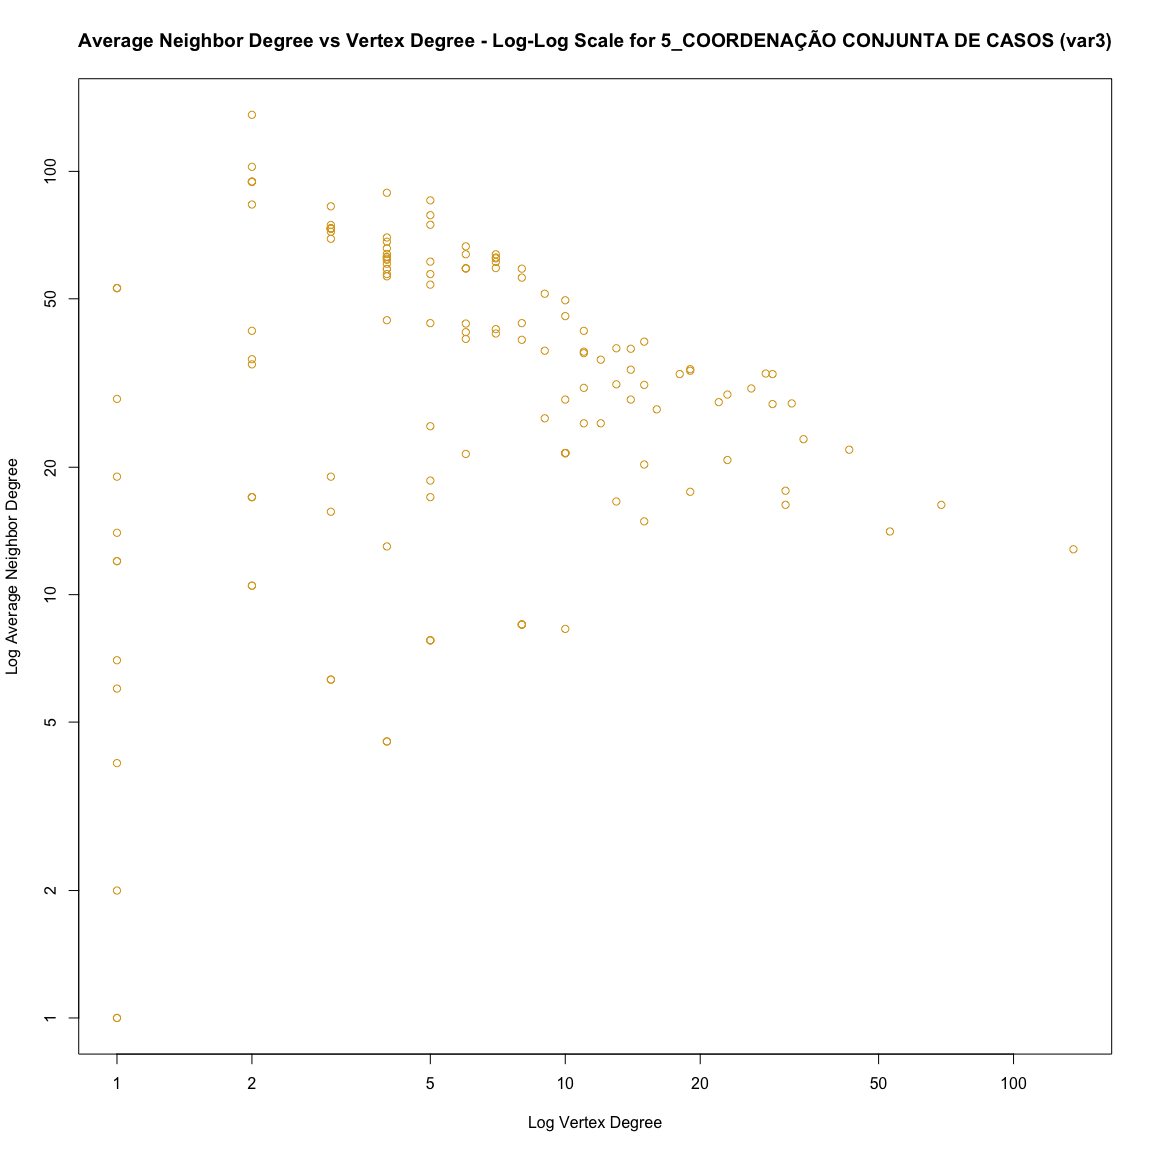 Average Neighbor Degree vs Vertex Degree - Log-Log Scale for 5_COORDENAÇÃO CONJUNTA DE CASOS (var3)
Log Average Neighbor Degree
100
50
20
10
5
2
1
1 2 5 10 20 50 100
Log Vertex Degree